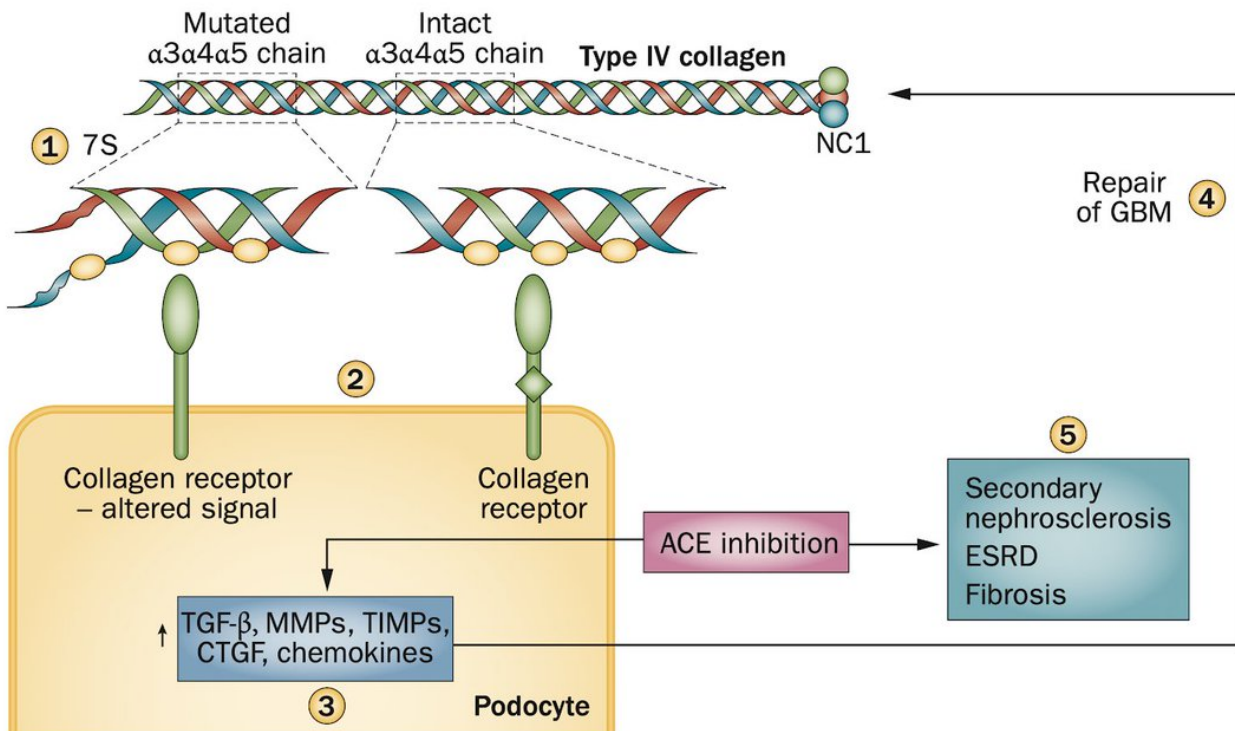 Mutated
α3α4α5 chain
Intact
α3α4α5 chain
Type IV collagen
NC1
1 7S
Repair
of GBM
4
2
Collagen receptor
– altered signal
Collagen
receptor
5
Secondary
nephrosclerosis
ESRD
Fibrosis
ACE inhibition
↑ TGF-β, MMPs, TIMPs,
CTGF, chemokines
3
Podocyte